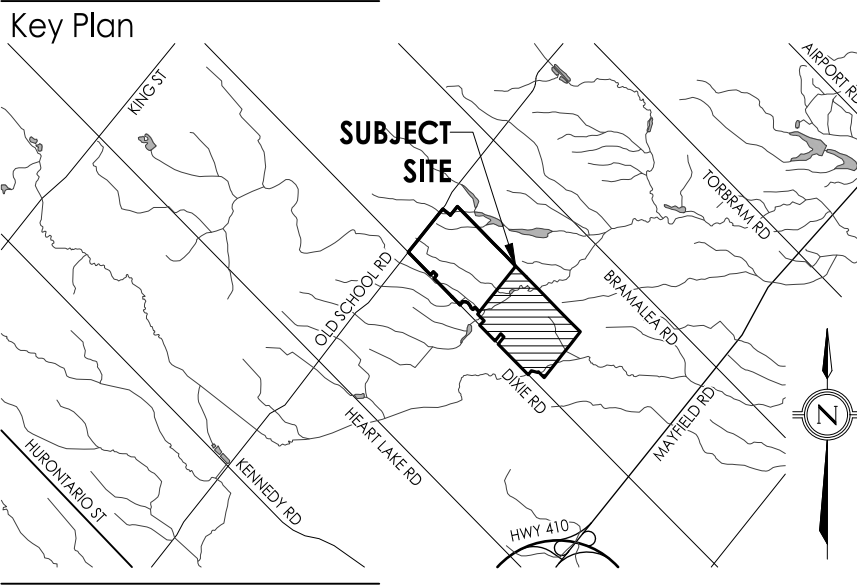 Key Plan
KING ST
AIRPORT RD
SUBJECT
SITE
TORBRAM RD
OLD SCHOOL RD
BRAMALEA RD
DIXIE RD
MAYFIELD RD
HEART LAKE RD
N
HURONTARIO ST
KENNEDY RD
HWY 410